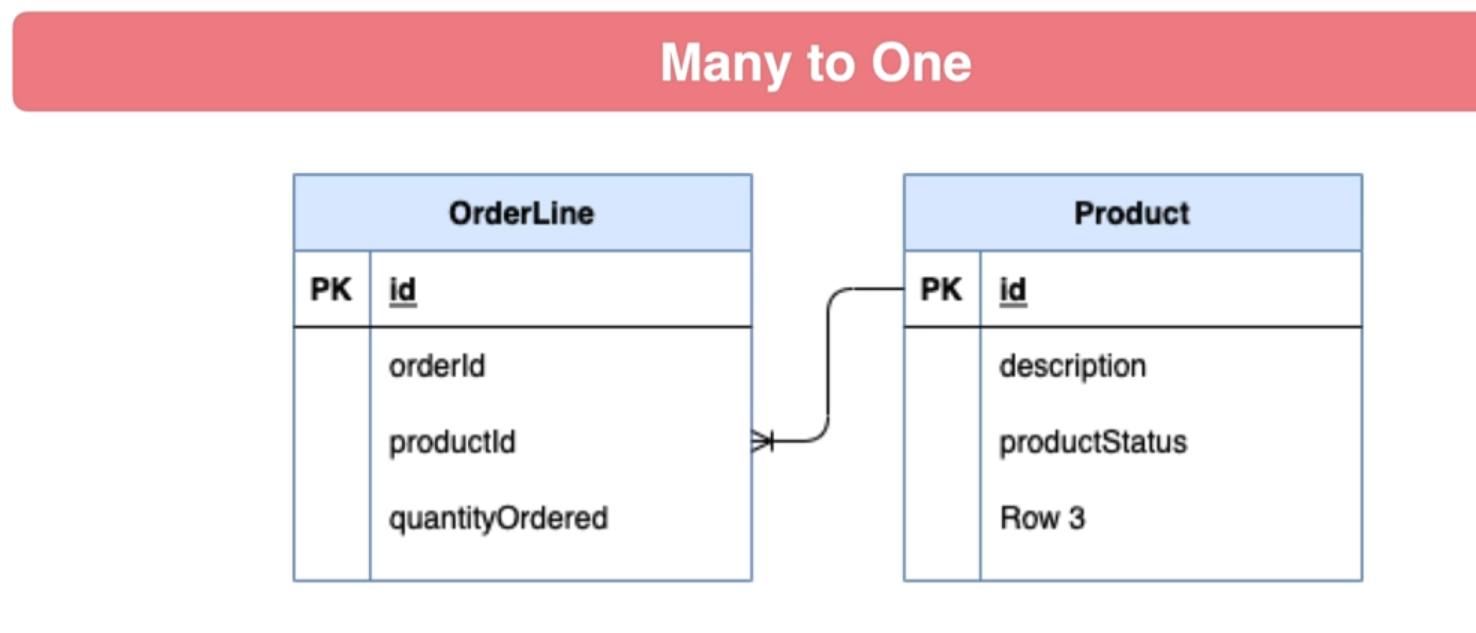 Many to One
OrderLine
PK id
orderId
productId
quantityOrdered
Product
PK id
description
productStatus
Row 3